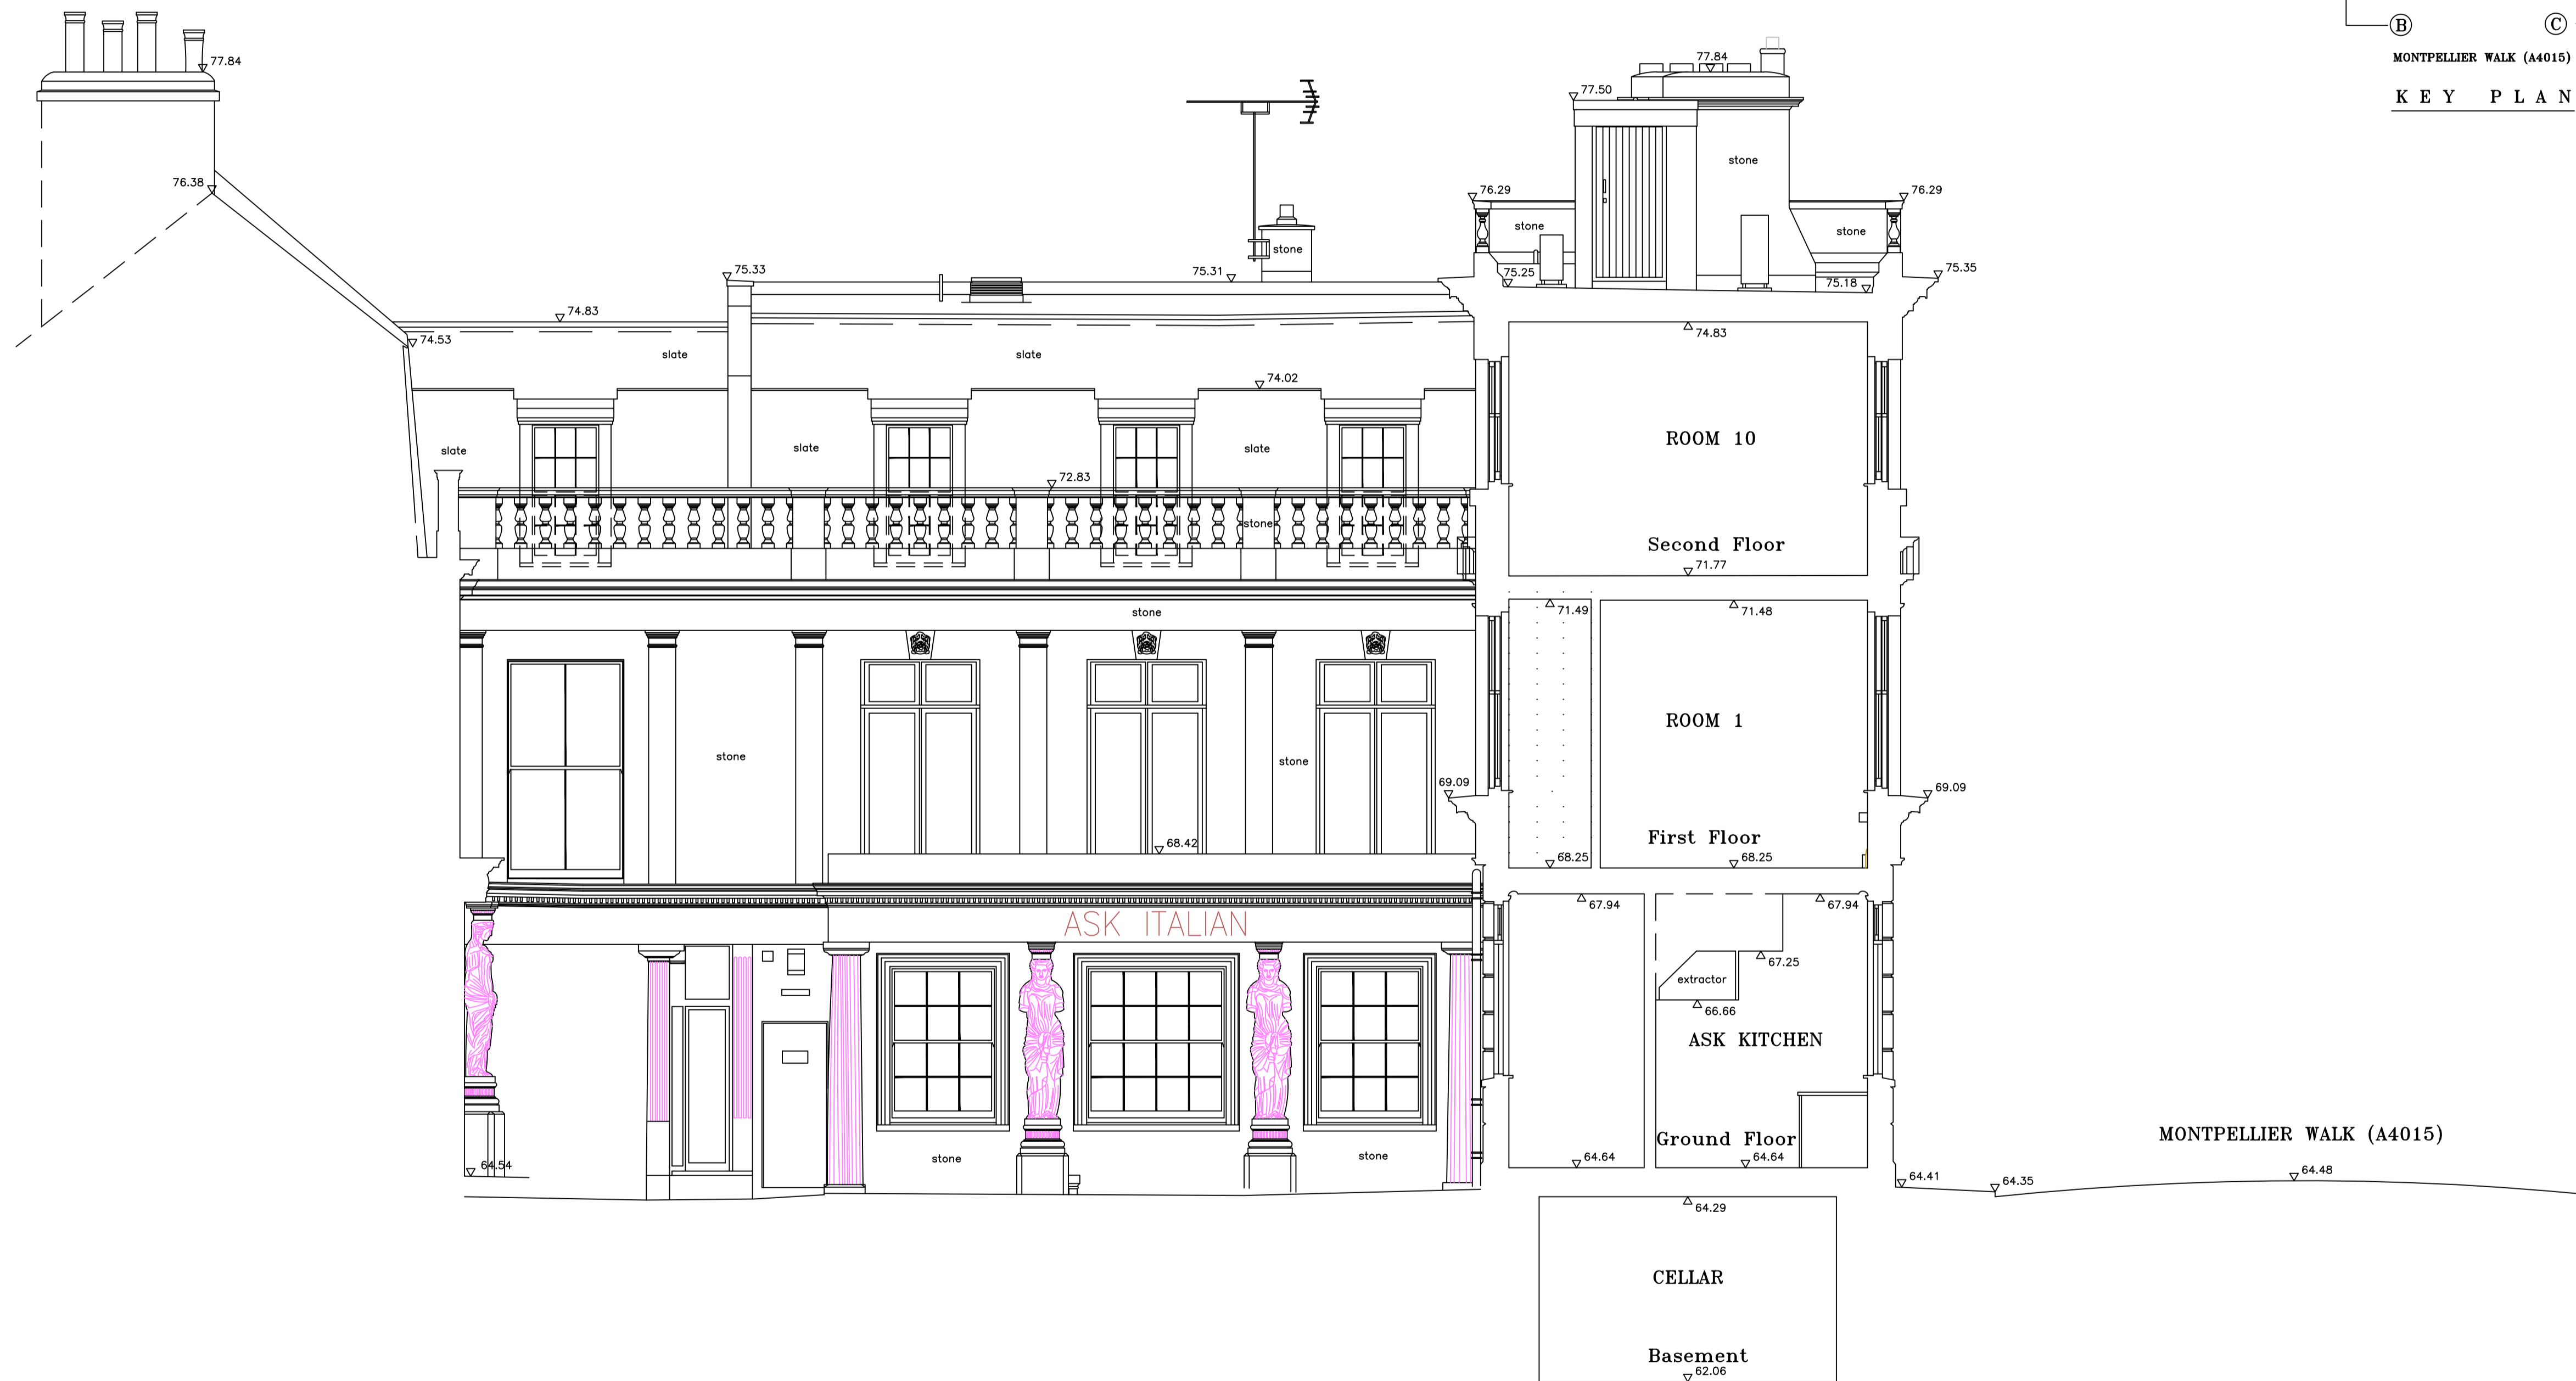 B C
MONTPELLIER WALK (A4015)
KEY PLAN
77.84
77.84
77.50
stone
76.38
76.29
76.29
stone
stone
stone
75.33
75.31
75.25
75.18
75.35
74.83
74.53
74.83
slate
slate
74.02
ROOM 10
slate
slate
slate
72.83
stone
Second Floor
71.77
stone
71.49
71.48
ROOM 1
stone
stone
69.09
69.09
First Floor
68.42
68.25
68.25
67.94
67.94
ASK ITALIAN
67.25
extractor
66.66
ASK KITCHEN
MONTPELLIER WALK (A4015)
Ground Floor
stone
stone
64.54
64.64
64.64
64.41
64.35
64.48
64.29
CELLAR
Basement
62.06